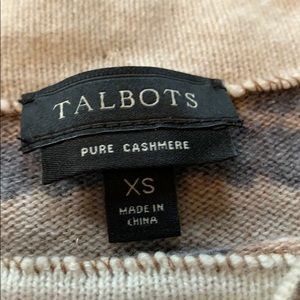 TALBOTS
PURE CASHMERE
XS
MADE IN
CHINA